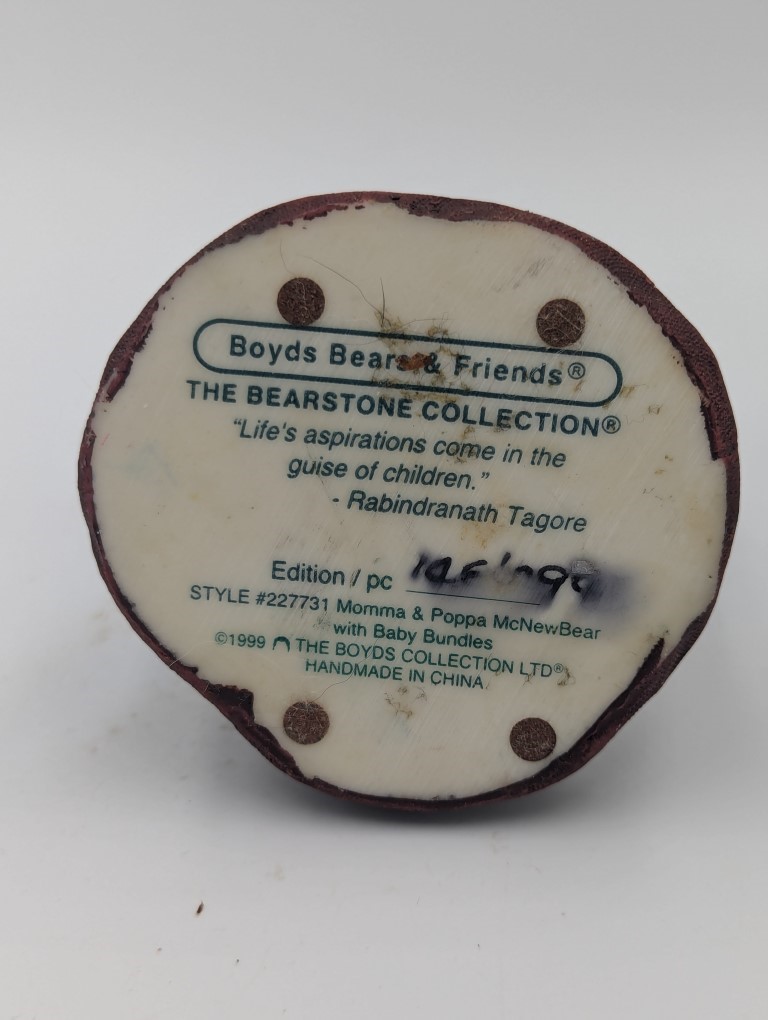 Boyds Bears & Friends®
THE BEARSTONE COLLECTION®
“Life's aspirations come in the
guise of children.”
- Rabindranath Tagore
Edition / pc
STYLE #227731 Momma & Poppa McNewBear
with Baby Bundles
©1999 THE BOYDS COLLECTION LTD®
HANDMADE IN CHINA